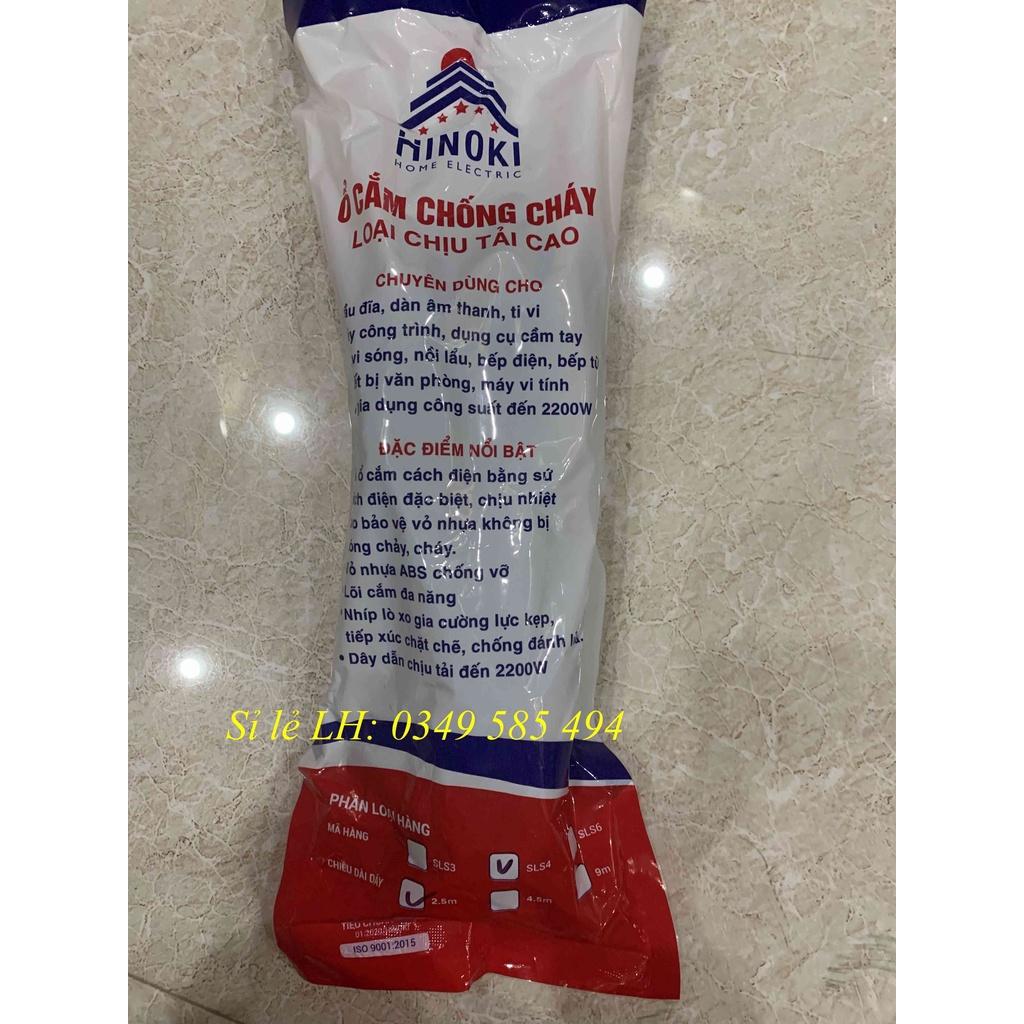 HINOKI
HOME ELECTRIC
Ổ CẮM CHỐNG CHÁY
LOẠI CHỊU TẢI CAO
CHUYÊN DÙNG CHO
đĩa, dàn âm thanh, ti vi
công trình, dụng cụ cầm tay
vi sóng, nồi lẩu, bếp điện, bếp từ
bị văn phòng, máy vi tính
dụng công suất đến 2200W
ĐẶC ĐIỂM NỔI BẬT
ổ cắm cách điện bằng sứ
điện đặc biệt, chịu nhiệt
bảo vệ vỏ nhựa không bị
chảy, cháy.
vỏ nhựa ABS chống vỡ
Lõi cắm đa năng
• Nhíp lò xo gia cường lực kẹp,
tiếp xúc chặt chẽ, chống đánh
• Dây dẫn chịu tải đến 2200W
Sỉ lẻ LH: 0349 585 494
PHÂN LOẠI HÀNG
MÃ HÀNG SLS3 SLS4 SLS6
CHIỀU DÀI DÂY 2.5m 4.5m 9m
ISO 9001:2015